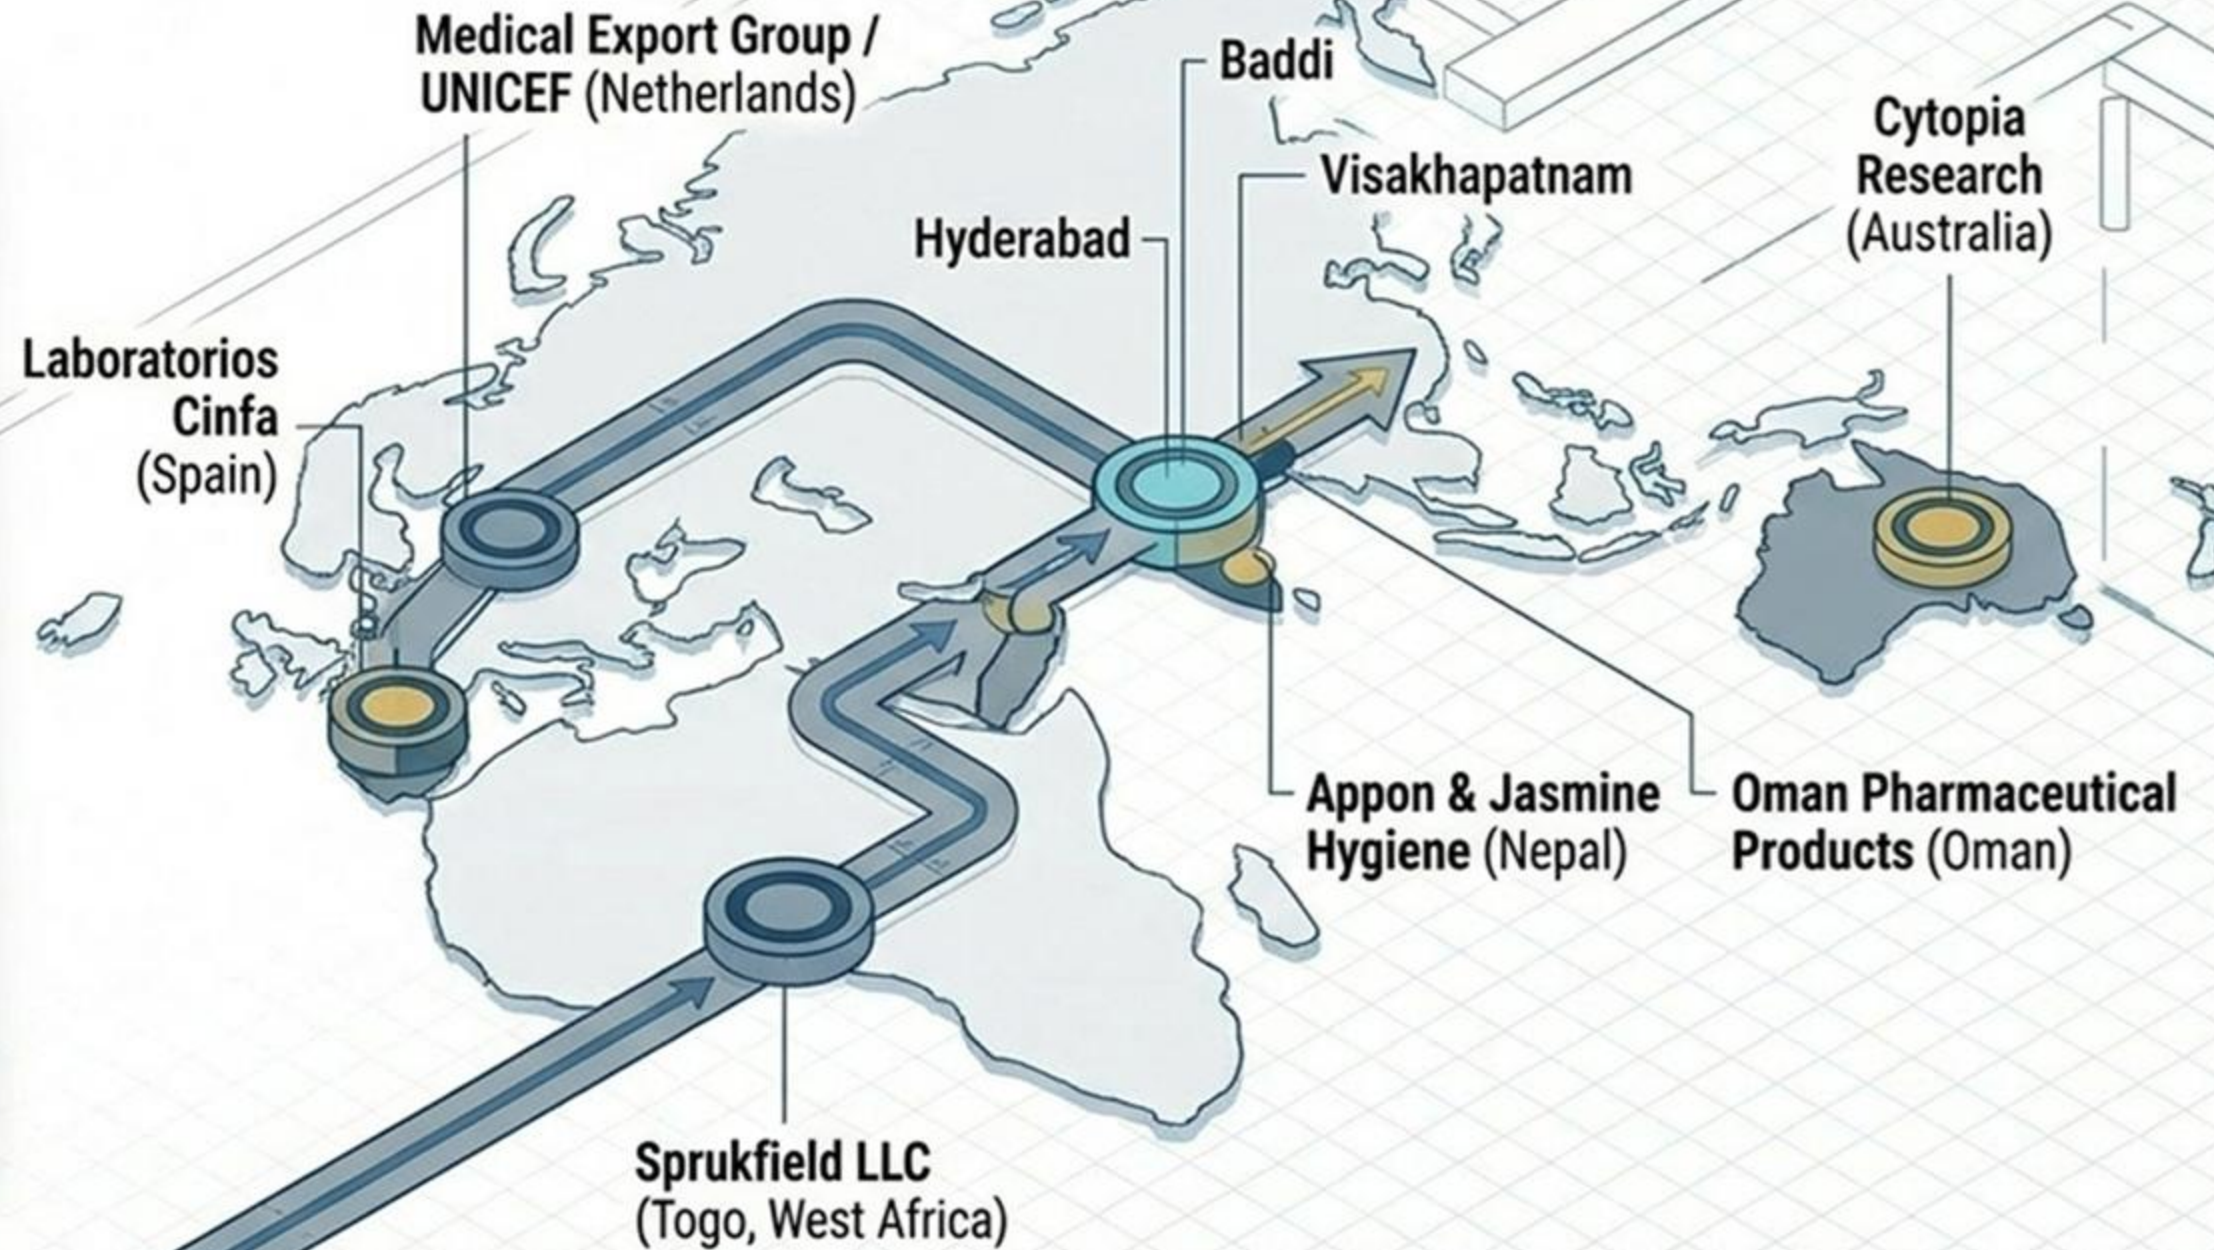 Medical Export Group /
UNICEF (Netherlands)
Baddi
Cytopia
Research
(Australia)
Visakhapatnam
Hyderabad
Laboratorios
Cinfa
(Spain)
Appon & Jasmine
Hygiene (Nepal)
Oman Pharmaceutical
Products (Oman)
Sprukfield LLC
(Togo, West Africa)